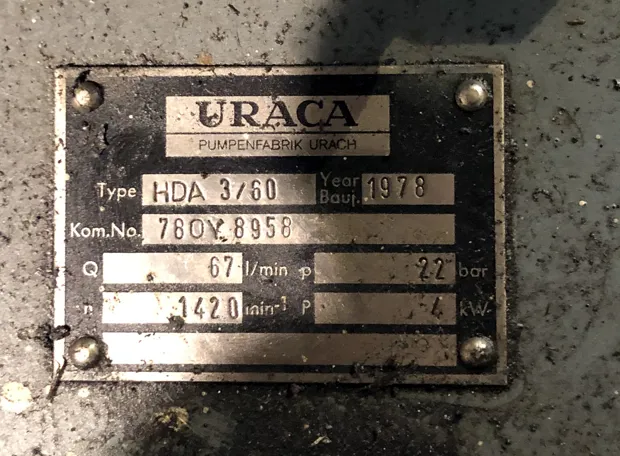 URACA
PUMPENFABRIK URACH
Type HDA 3/60 Year Bauj. 1978
Kom.No. 780Y 8958
Q 67 l/min p 22 bar
n 1420 min-¹ P 4 kW